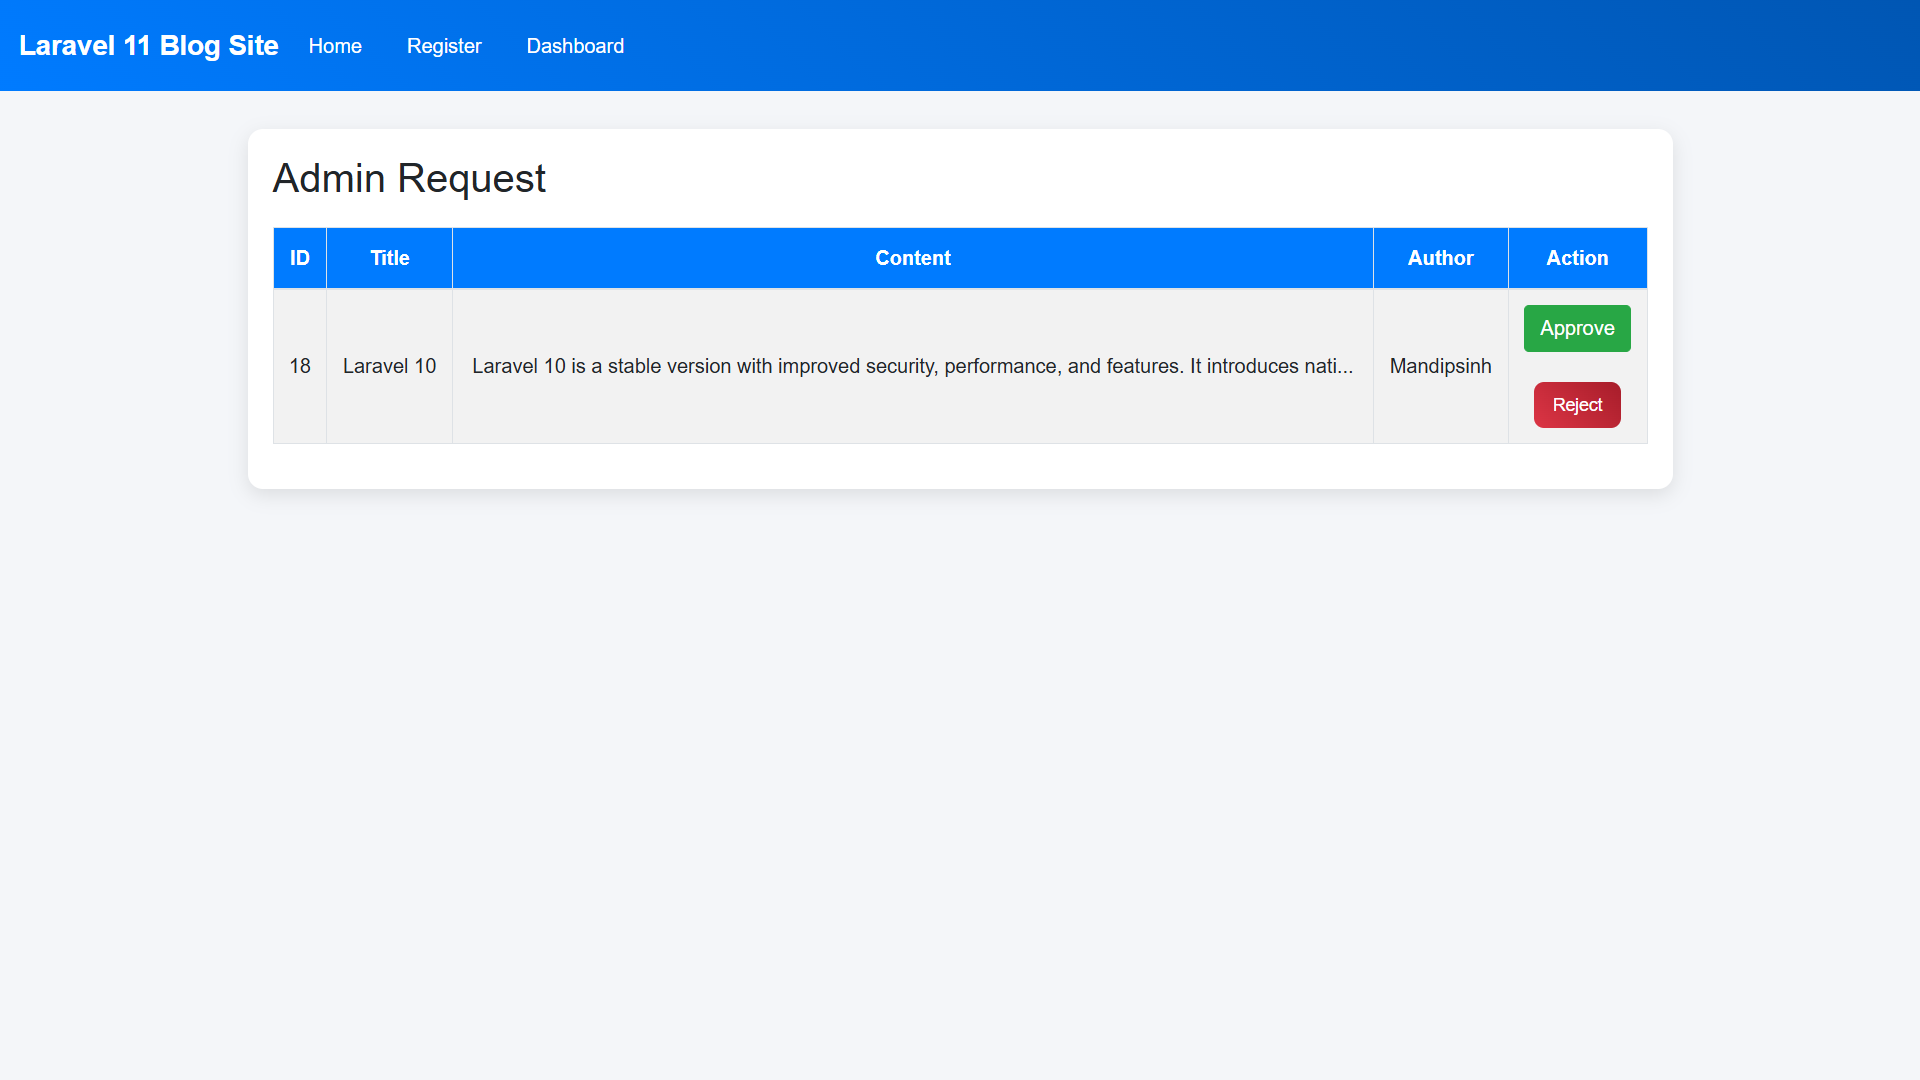 Laravel 11 Blog Site Home Register Dashboard
Admin Request
ID Title Content Author Action
18 Laravel 10 Laravel 10 is a stable version with improved security, performance, and features. It introduces nati... Mandipsinh Approve
Reject